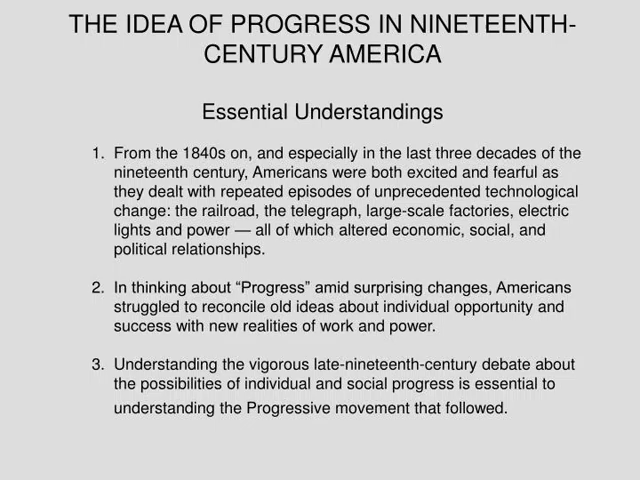 THE IDEA OF PROGRESS IN NINETEENTH-
CENTURY AMERICA
Essential Understandings
1. From the 1840s on, and especially in the last three decades of the
nineteenth century, Americans were both excited and fearful as
they dealt with repeated episodes of unprecedented technological
change: the railroad, the telegraph, large-scale factories, electric
lights and power — all of which altered economic, social, and
political relationships.
2. In thinking about “Progress” amid surprising changes, Americans
struggled to reconcile old ideas about individual opportunity and
success with new realities of work and power.
3. Understanding the vigorous late-nineteenth-century debate about
the possibilities of individual and social progress is essential to
understanding the Progressive movement that followed.